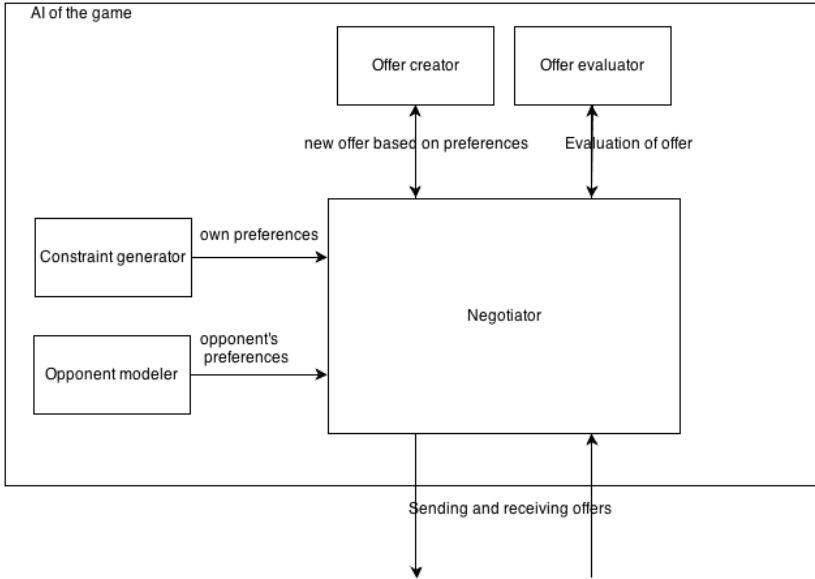 AI of the game
Offer creator
Offer evaluator
new offer based on preferences
Evaluation of offer
own preferences
Constraint generator
Negotiator
opponent's
preferences
Opponent modeler
Sending and receiving offers